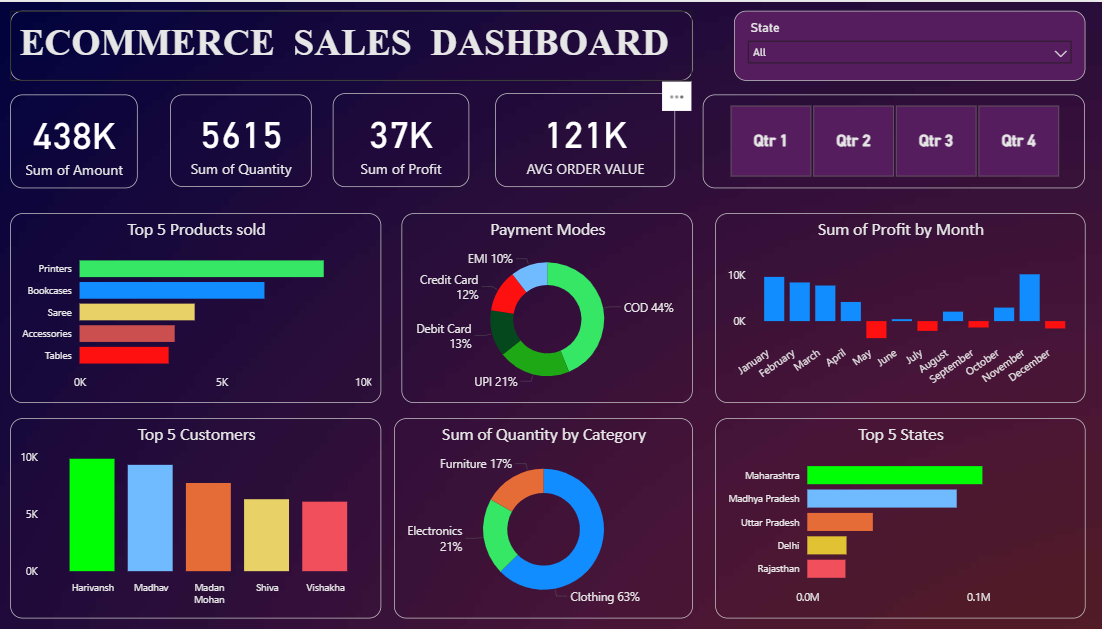 ECOMMERCE SALES DASHBOARD
State
All
438K
Sum of Amount
5615
Sum of Quantity
37K
Sum of Profit
121K
AVG ORDER VALUE
Qtr 1
Qtr 2
Qtr 3
Qtr 4
Top 5 Products sold
Printers
Bookcases
Saree
Accessories
Tables
0K
5K
10K
Payment Modes
EMI 10%
Credit Card
12%
Debit Card
13%
UPI 21%
COD 44%
Sum of Profit by Month
10K
0K
January
February
March
April
May
June
July
August
September
October
November
December
Top 5 Customers
10K
5K
0K
Harivansh
Madhav
Madan
Mohan
Shiva
Vishakha
Sum of Quantity by Category
Furniture 17%
Electronics
21%
Clothing 63%
Top 5 States
Maharashtra
Madhya Pradesh
Uttar Pradesh
Delhi
Rajasthan
0.0M
0.1M